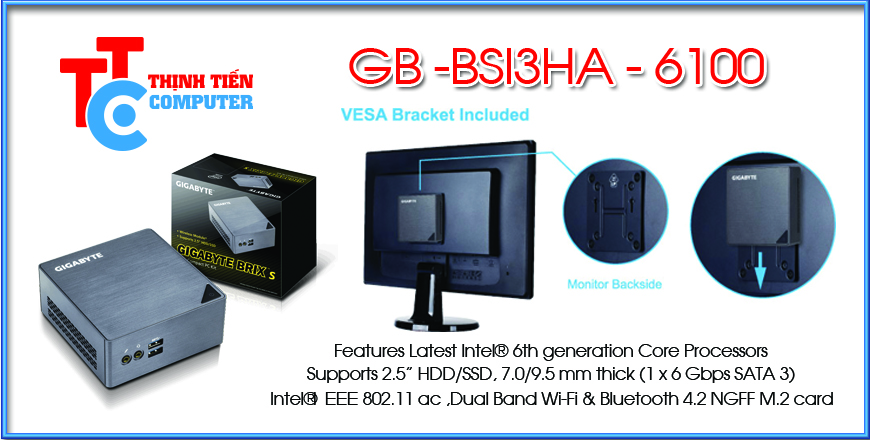 THỊNH TIẾN
COMPUTER
GB -BSI3HA - 6100
VESA Bracket Included
GIGABYTE
GIGABYTE
GIGABYTE BRIX S
GIGABYTE
GIGABYTE
Monitor Backside
Features Latest Intel® 6th generation Core Processors
Supports 2.5” HDD/SSD, 7.0/9.5 mm thick (1 x 6 Gbps SATA 3)
Intel® EEE 802.11 ac ,Dual Band Wi-Fi & Bluetooth 4.2 NGFF M.2 card